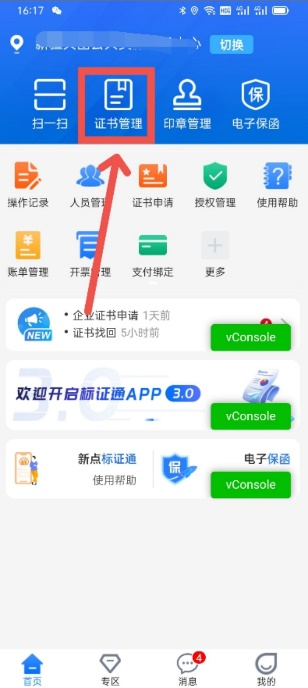 16:17
切换
扫一扫 证书管理 印章管理 电子保函
操作记录 人员管理 证书申请 授权管理 使用帮助
账单管理 开票管理 支付绑定 更多
NEW
企业证书申请 1天前
证书找回 5小时前
vConsole
欢迎开启标证通APP 3.0
vConsole
新点标证通 电子保函
使用帮助
vConsole
首页 专区 消息 4 我的